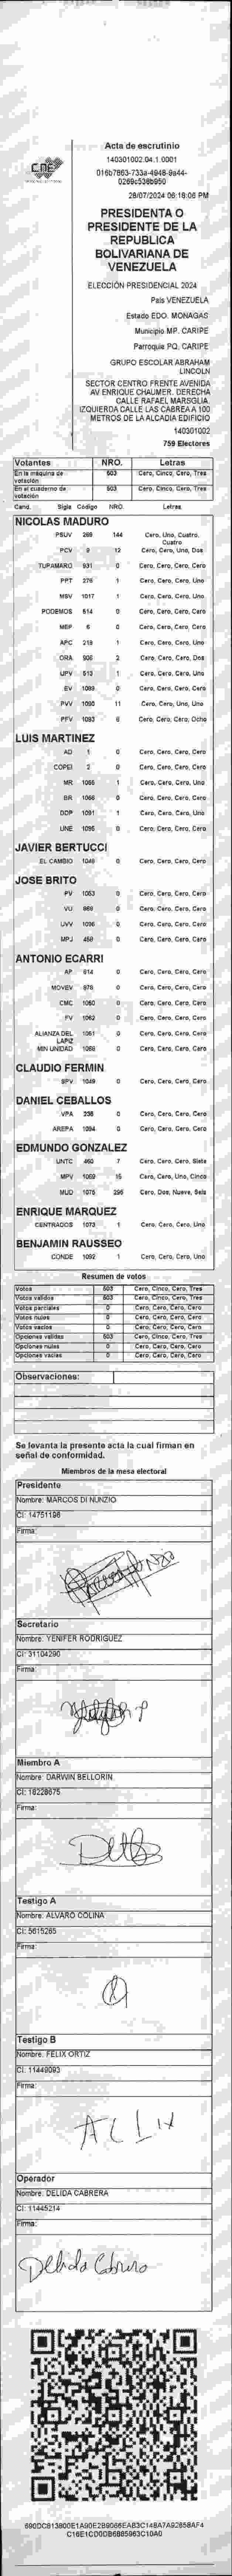 CNE
Acta de escrutinio
140301002.04.1.0001
28/07/2024 06:18:06 PM
PRESIDENTA O
PRESIDENTE DE LA
REPUBLICA
BOLIVARIANA DE
VENEZUELA
ELECCIÓN PRESIDENCIAL 2024
País VENEZUELA
Estado EDO. MONAGAS
Municipio MP. CARIPE
Parroquia PQ. CARIPE
GRUPO ESCOLAR ABRAHAM
LINCOLN
SECTOR CENTRO FRENTE AVENIDA
AV ENRIQUE CHAUMER. DERECHA
CALLE RAFAEL MARSIGLIA.
IZQUIERDA CALLE LAS CABREA A 100
METROS DE LA ALCADIA EDIFICIO
140301002
759 Electores
Votantes NRO. Letras
En la máquina de votación 503 Cero, Cinco, Cero, Tres
En el cuaderno de votación 503 Cero, Cinco, Cero, Tres
Cand. Sigla Código NRO. Letras
NICOLAS MADURO
PSUV 144 Cero, Uno, Cuatro, Cuatro
PCV 12 Cero, Cero, Uno, Dos
TUPAMARO 931 0 Cero, Cero, Cero, Cero
PPT 276 1 Cero, Cero, Cero, Uno
MSV 1017 1 Cero, Cero, Cero, Uno
PODEMOS 514 0 Cero, Cero, Cero, Cero
MEP 6 0 Cero, Cero, Cero, Cero
APC 219 1 Cero, Cero, Cero, Uno
ORA 906 2 Cero, Cero, Cero, Dos
UPV 513 1 Cero, Cero, Cero, Uno
EV 1089 0 Cero, Cero, Cero, Cero
PVV 1090 11 Cero, Cero, Uno, Uno
PFV 1093 Cero, Cero, Cero, Ocho
LUIS MARTINEZ
AD 1 0 Cero, Cero, Cero, Cero
COPEI 2 0 Cero, Cero, Cero, Cero
MR 1055 1 Cero, Cero, Cero, Uno
BR 1066 0 Cero, Cero, Cero, Cero
DDP 1091 1 Cero, Cero, Cero, Uno
UNE 1095 0 Cero, Cero, Cero, Cero
JAVIER BERTUCCI
EL CAMBIO 1048 0 Cero, Cero, Cero, Cero
JOSE BRITO
PV 1053 0 Cero, Cero, Cero, Cero
VU 869 0 Cero, Cero, Cero, Cero
UVV 1036 0 Cero, Cero, Cero, Cero
MPJ 458 0 Cero, Cero, Cero, Cero
ANTONIO ECARRI
AP 614 0 Cero, Cero, Cero, Cero
MOVEV 978 0 Cero, Cero, Cero, Cero
CMC 1050 0 Cero, Cero, Cero, Cero
FV 1062 0 Cero, Cero, Cero, Cero
ALIANZA DEL LAPIZ 1061 0 Cero, Cero, Cero, Cero
MIN UNIDAD 1068 0 Cero, Cero, Cero, Cero
CLAUDIO FERMIN
SPV 1049 0 Cero, Cero, Cero, Cero
DANIEL CEBALLOS
VPA 236 0 Cero, Cero, Cero, Cero
AREPA 1094 0 Cero, Cero, Cero, Cero
EDMUNDO GONZALEZ
UNTC 460 7 Cero, Cero, Cero, Siete
MPV 1069 15 Cero, Cero, Uno, Cinco
MUD 1075 296 Cero, Dos, Nueve, Seis
ENRIQUE MARQUEZ
CENTRADOS 1073 1 Cero, Cero, Cero, Uno
BENJAMIN RAUSSEO
CONDE 1092 1 Cero, Cero, Cero, Uno
Resumen de votos
Votos 503 Cero, Cinco, Cero, Tres
Votos válidos 503 Cero, Cinco, Cero, Tres
Votos parciales 0 Cero, Cero, Cero, Cero
Votos nulos 0 Cero, Cero, Cero, Cero
Votos vacíos 0 Cero, Cero, Cero, Cero
Opciones válidas 503 Cero, Cinco, Cero, Tres
Opciones nulas 0 Cero, Cero, Cero, Cero
Opciones vacías 0 Cero, Cero, Cero, Cero
Observaciones:
Se levanta la presente acta la cual firman en
señal de conformidad.
Miembros de la mesa electoral
Presidente
Nombre: MARCOS DI NUNZIO
CI: 14751198
Firma:
Secretario
Nombre: YENIFER RODRIGUEZ
CI: 31104290
Firma:
Miembro A
Nombre: DARWIN BELLORIN
CI: 18228675
Firma:
Testigo A
Nombre: ALVARO COLINA
CI: 5615265
Firma:
Testigo B
Nombre: FELIX ORTIZ
CI: 11449093
Firma:
Operador
Nombre: DELIDA CABRERA
CI: 11445214
Firma:
Delida Cabrera